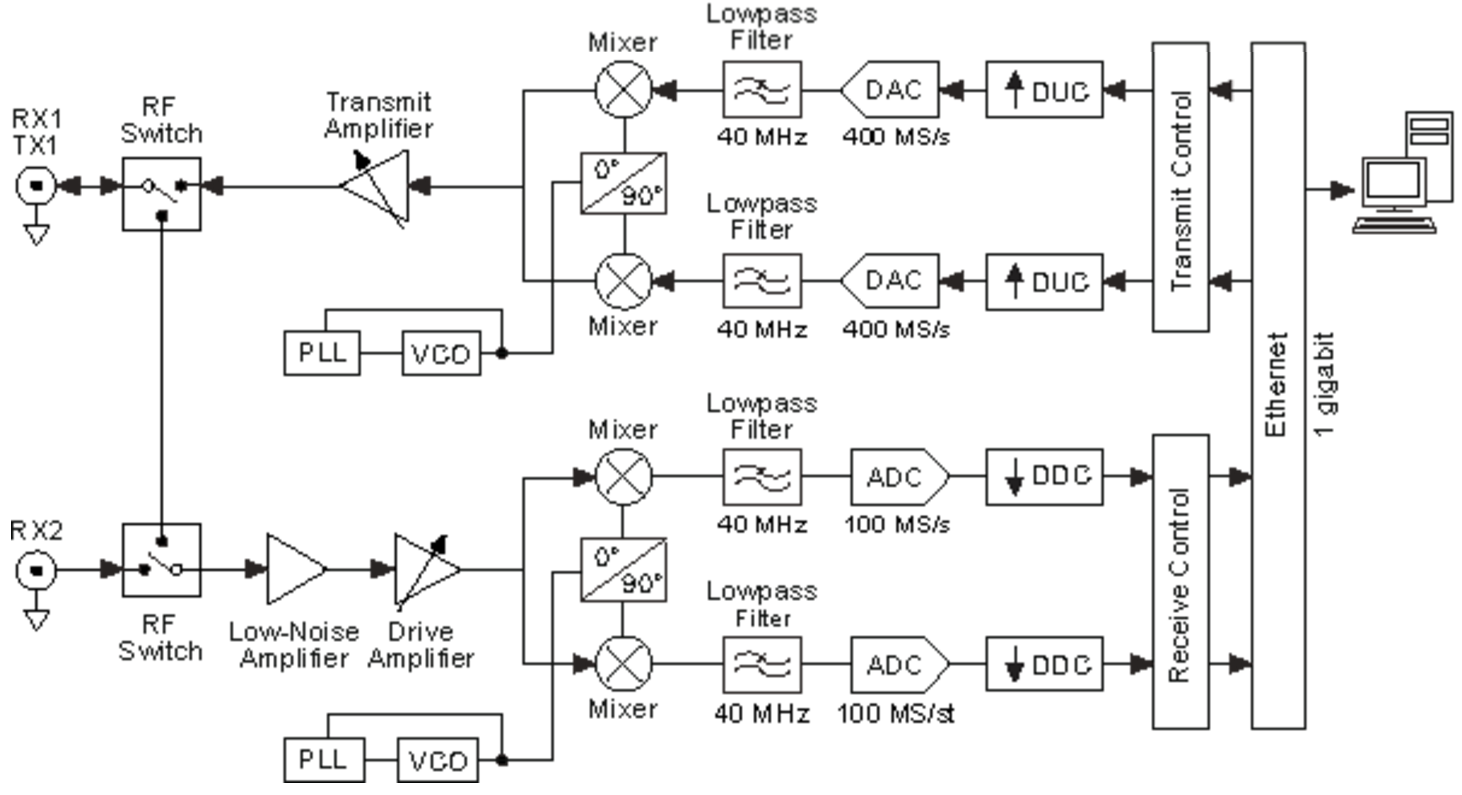 Lowpass
Filter
Mixer
DAC
DUC
40 MHz
400 MS/s
RX1
TX1
RF
Switch
Transmit
Amplifier
0°
90°
Transmit Control
Lowpass
Filter
Mixer
DAC
DUC
40 MHz
400 MS/s
PLL
VCO
Ethernet
1 gigabit
Lowpass
Filter
Mixer
ADC
DDC
40 MHz
100 MS/s
RX2
RF
Switch
Low-Noise
Amplifier
Drive
Amplifier
0°
90°
Receive Control
Lowpass
Filter
Mixer
ADC
DDC
40 MHz
100 MS/st
PLL
VCO